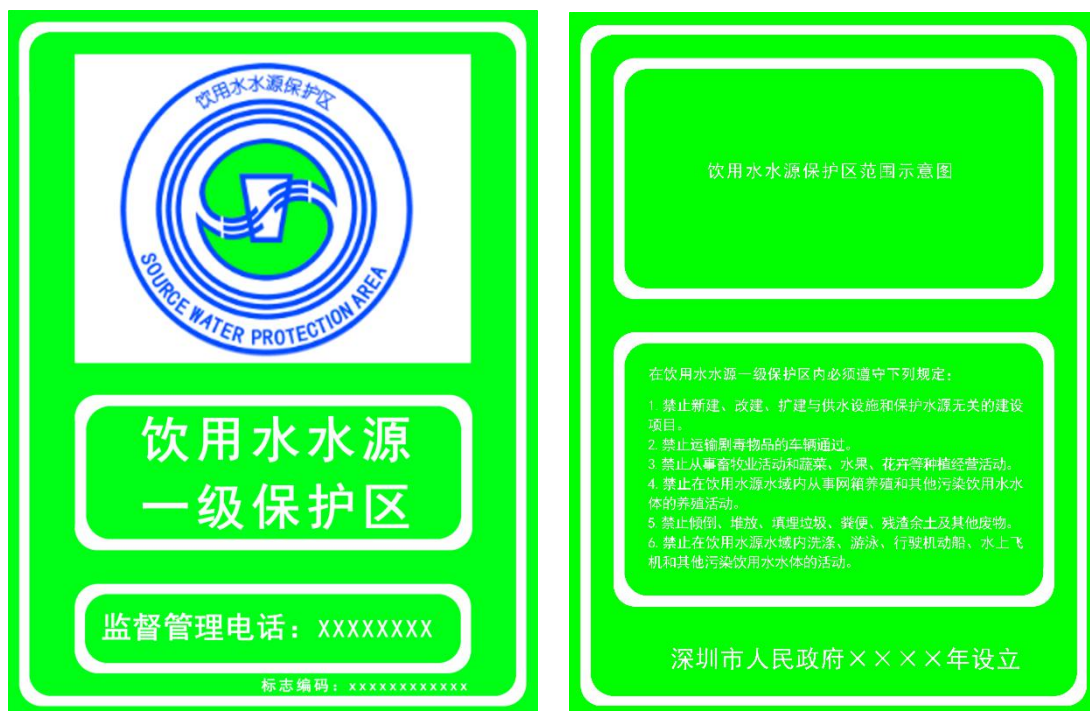 饮用水水源保护区
SOURCE WATER PROTECTION AREA
饮用水水源
一级保护区
监督管理电话：XXXXXXXX
标志编码：xxxxxxxxxxxx
饮用水水源保护区范围示意图
在饮用水水源一级保护区内必须遵守下列规定：
1. 禁止新建、改建、扩建与供水设施和保护水源无关的建设
项目。
2. 禁止运输剧毒物品的车辆通过。
3. 禁止从事畜牧业活动和蔬菜、水果、花卉等种植经营活动。
4. 禁止在饮用水源水域内从事网箱养殖和其他污染饮用水水
体的养殖活动。
5. 禁止倾倒、堆放、填埋垃圾、粪便、残渣余土及其他废物。
6. 禁止在饮用水源水域内洗涤、游泳、行驶机动船、水上飞
机和其他污染饮用水水体的活动。
深圳市人民政府××××年设立